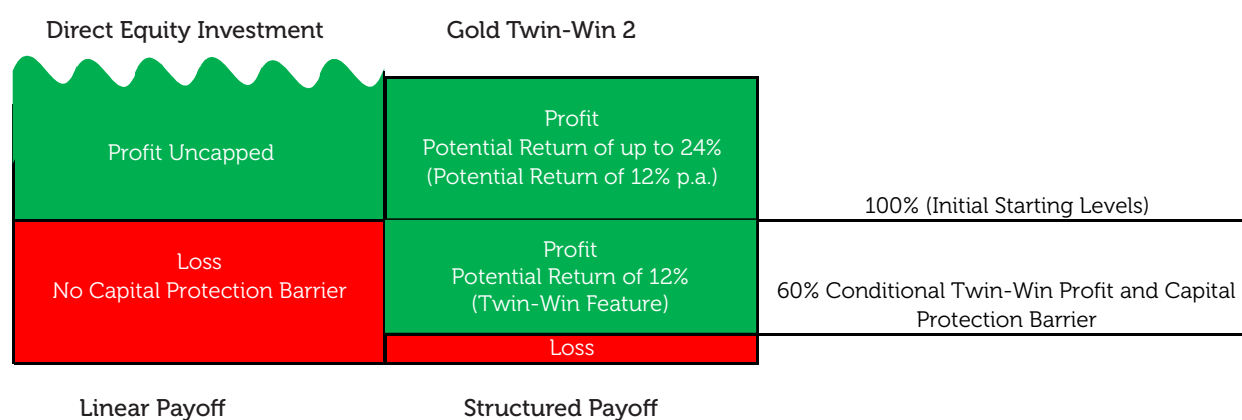 Direct Equity Investment
Gold Twin-Win 2
Profit Uncapped
Profit
Potential Return of up to 24%
(Potential Return of 12% p.a.)
100% (Initial Starting Levels)
Loss
No Capital Protection Barrier
Profit
Potential Return of 12%
(Twin-Win Feature)
60% Conditional Twin-Win Profit and Capital
Protection Barrier
Loss
Linear Payoff
Structured Payoff